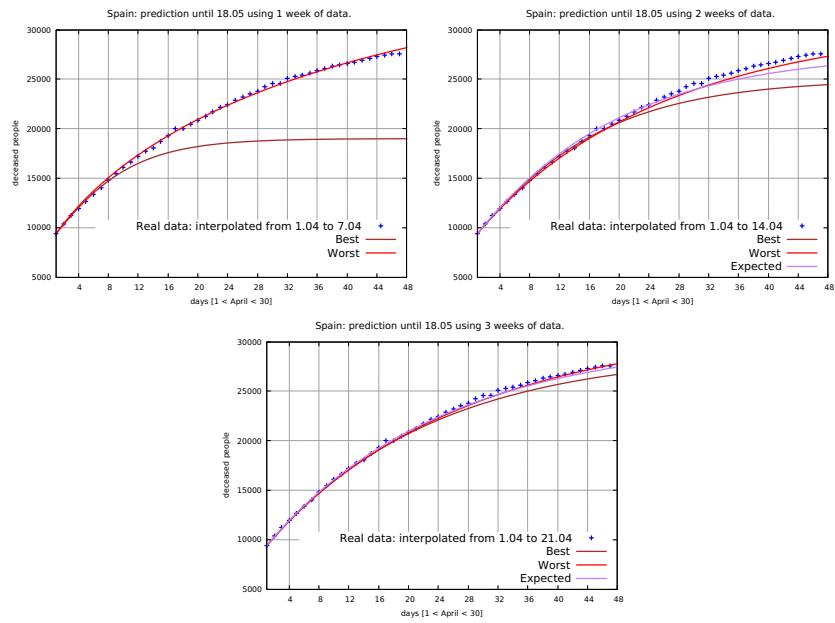 Spain: prediction until 18.05 using 1 week of data.
30000
25000
20000
15000
10000
5000
deceased people
Real data: interpolated from 1.04 to 7.04
Best
Worst
4 8 12 16 20 24 28 32 36 40 44 48
days [1 < April < 30]
Spain: prediction until 18.05 using 2 weeks of data.
30000
25000
20000
15000
10000
5000
deceased people
Real data: interpolated from 1.04 to 14.04
Best
Worst
Expected
4 8 12 16 20 24 28 32 36 40 44 48
days [1 < April < 30]
Spain: prediction until 18.05 using 3 weeks of data.
30000
25000
20000
15000
10000
5000
deceased people
Real data: interpolated from 1.04 to 21.04
Best
Worst
Expected
4 8 12 16 20 24 28 32 36 40 44 48
days [1 < April < 30]